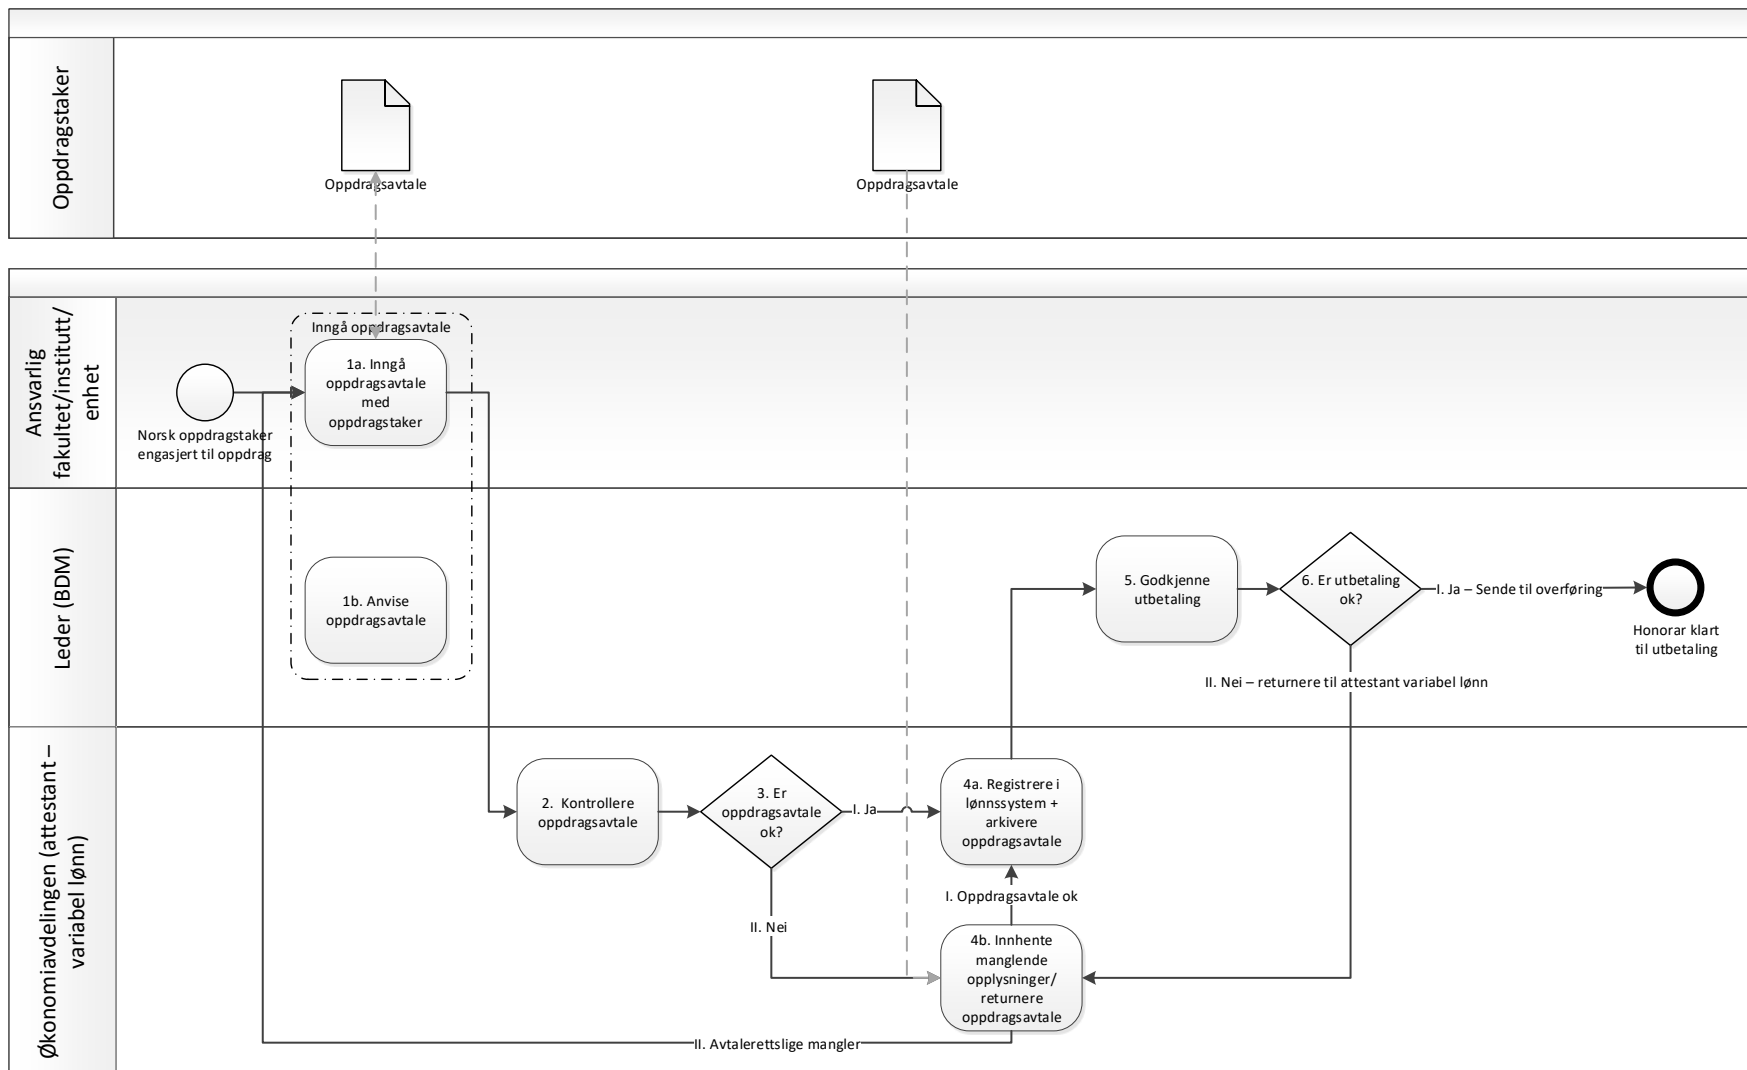 Oppdragstaker
Oppdragsavtale
Oppdragsavtale
Ansvarlig
fakultet/institutt/
enhet
Norsk oppdragstaker
engasjert til oppdrag
Inngå oppdragsavtale
1a. Inngå
oppdragsavtale
med
oppdragstaker
Leder (BDM)
1b. Anvise
oppdragsavtale
5. Godkjenne
utbetaling
6. Er utbetaling
ok?
I. Ja – Sende til overføring
Honorar klart
til utbetaling
II. Nei – returnere til attestant variabel lønn
Økonomiavdelingen (attestant –
variabel lønn)
2. Kontrollere
oppdragsavtale
3. Er
oppdragsavtale
ok?
I. Ja
4a. Registrere i
lønnssystem +
arkivere
oppdragsavtale
I. Oppdragsavtale ok
II. Nei
4b. Innhente
manglende
opplysninger/
returnere
oppdragsavtale
II. Avtalerettslige mangler